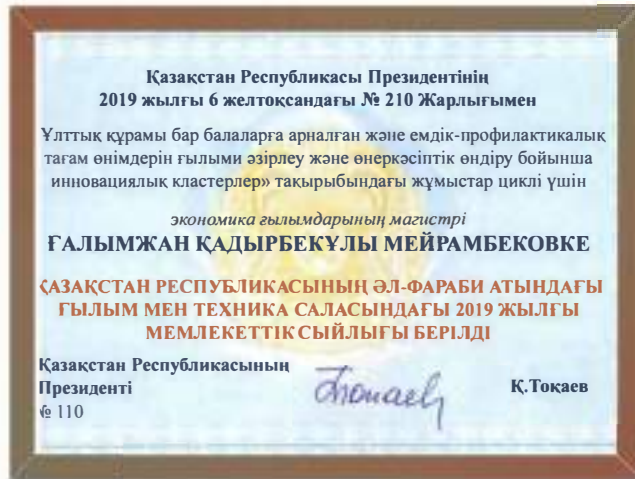 Қазақстан Республикасы Президентінің
2019 жылғы 6 желтоқсандағы № 210 Жарлығымен
Ұлттық құрамы бар балаларға арналған және емдік-профилактикалық
тағам өнімдерін ғылыми әзірлеу және өнеркәсіптік өндіру бойынша
инновациялық кластерлер» тақырыбындағы жұмыстар циклі үшін
экономика ғылымдарының магистрі
ҒАЛЫМЖАН ҚАДЫРБЕКҰЛЫ МЕЙРАМБЕКОВКЕ
ҚАЗАҚСТАН РЕСПУБЛИКАСЫНЫҢ ӘЛ-ФАРАБИ АТЫНДАҒЫ
ҒЫЛЫМ МЕН ТЕХНИКА САЛАСЫНДАҒЫ 2019 ЖЫЛҒЫ
МЕМЛЕКЕТТІК СЫЙЛЫҒЫ БЕРІЛДІ
Қазақстан Республикасының
Президенті Қ.Тоқаев
№ 110